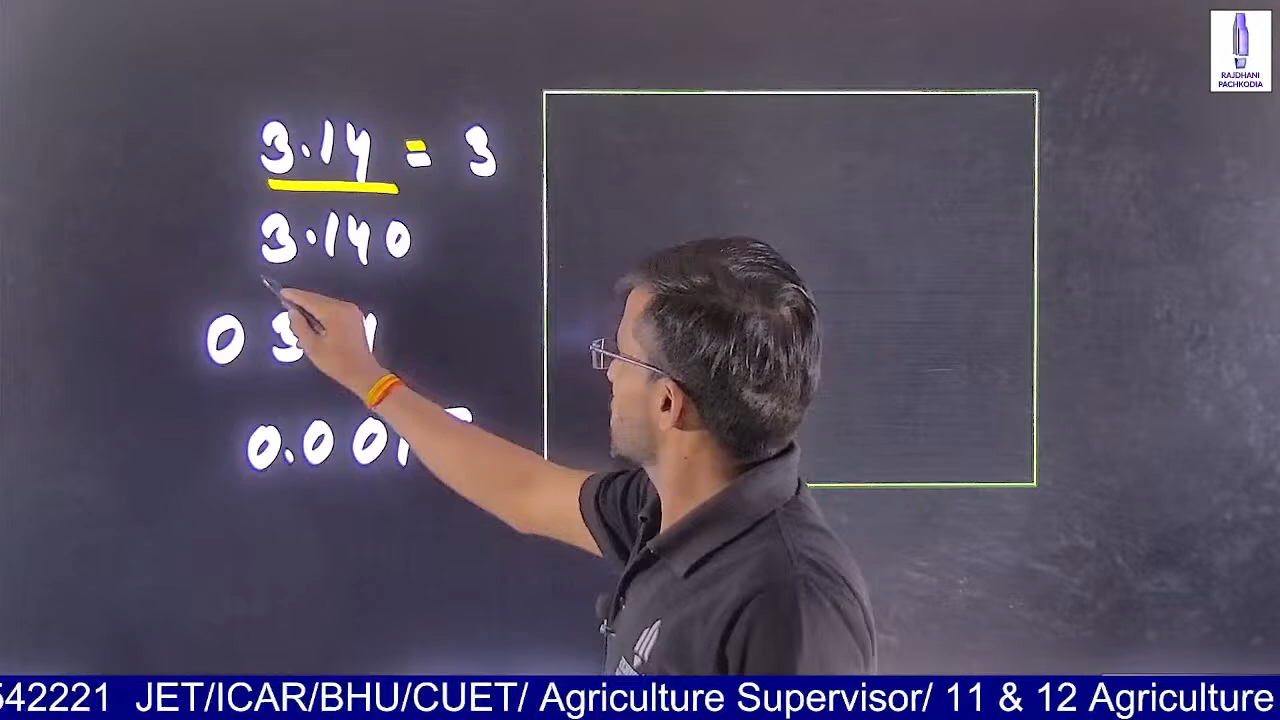 3.14 = 3
3.140
0 3
0.00
RAJDHANI
PACHKODIA
542221 JET/ICAR/BHU/CUET/ Agriculture Supervisor/ 11 & 12 Agriculture